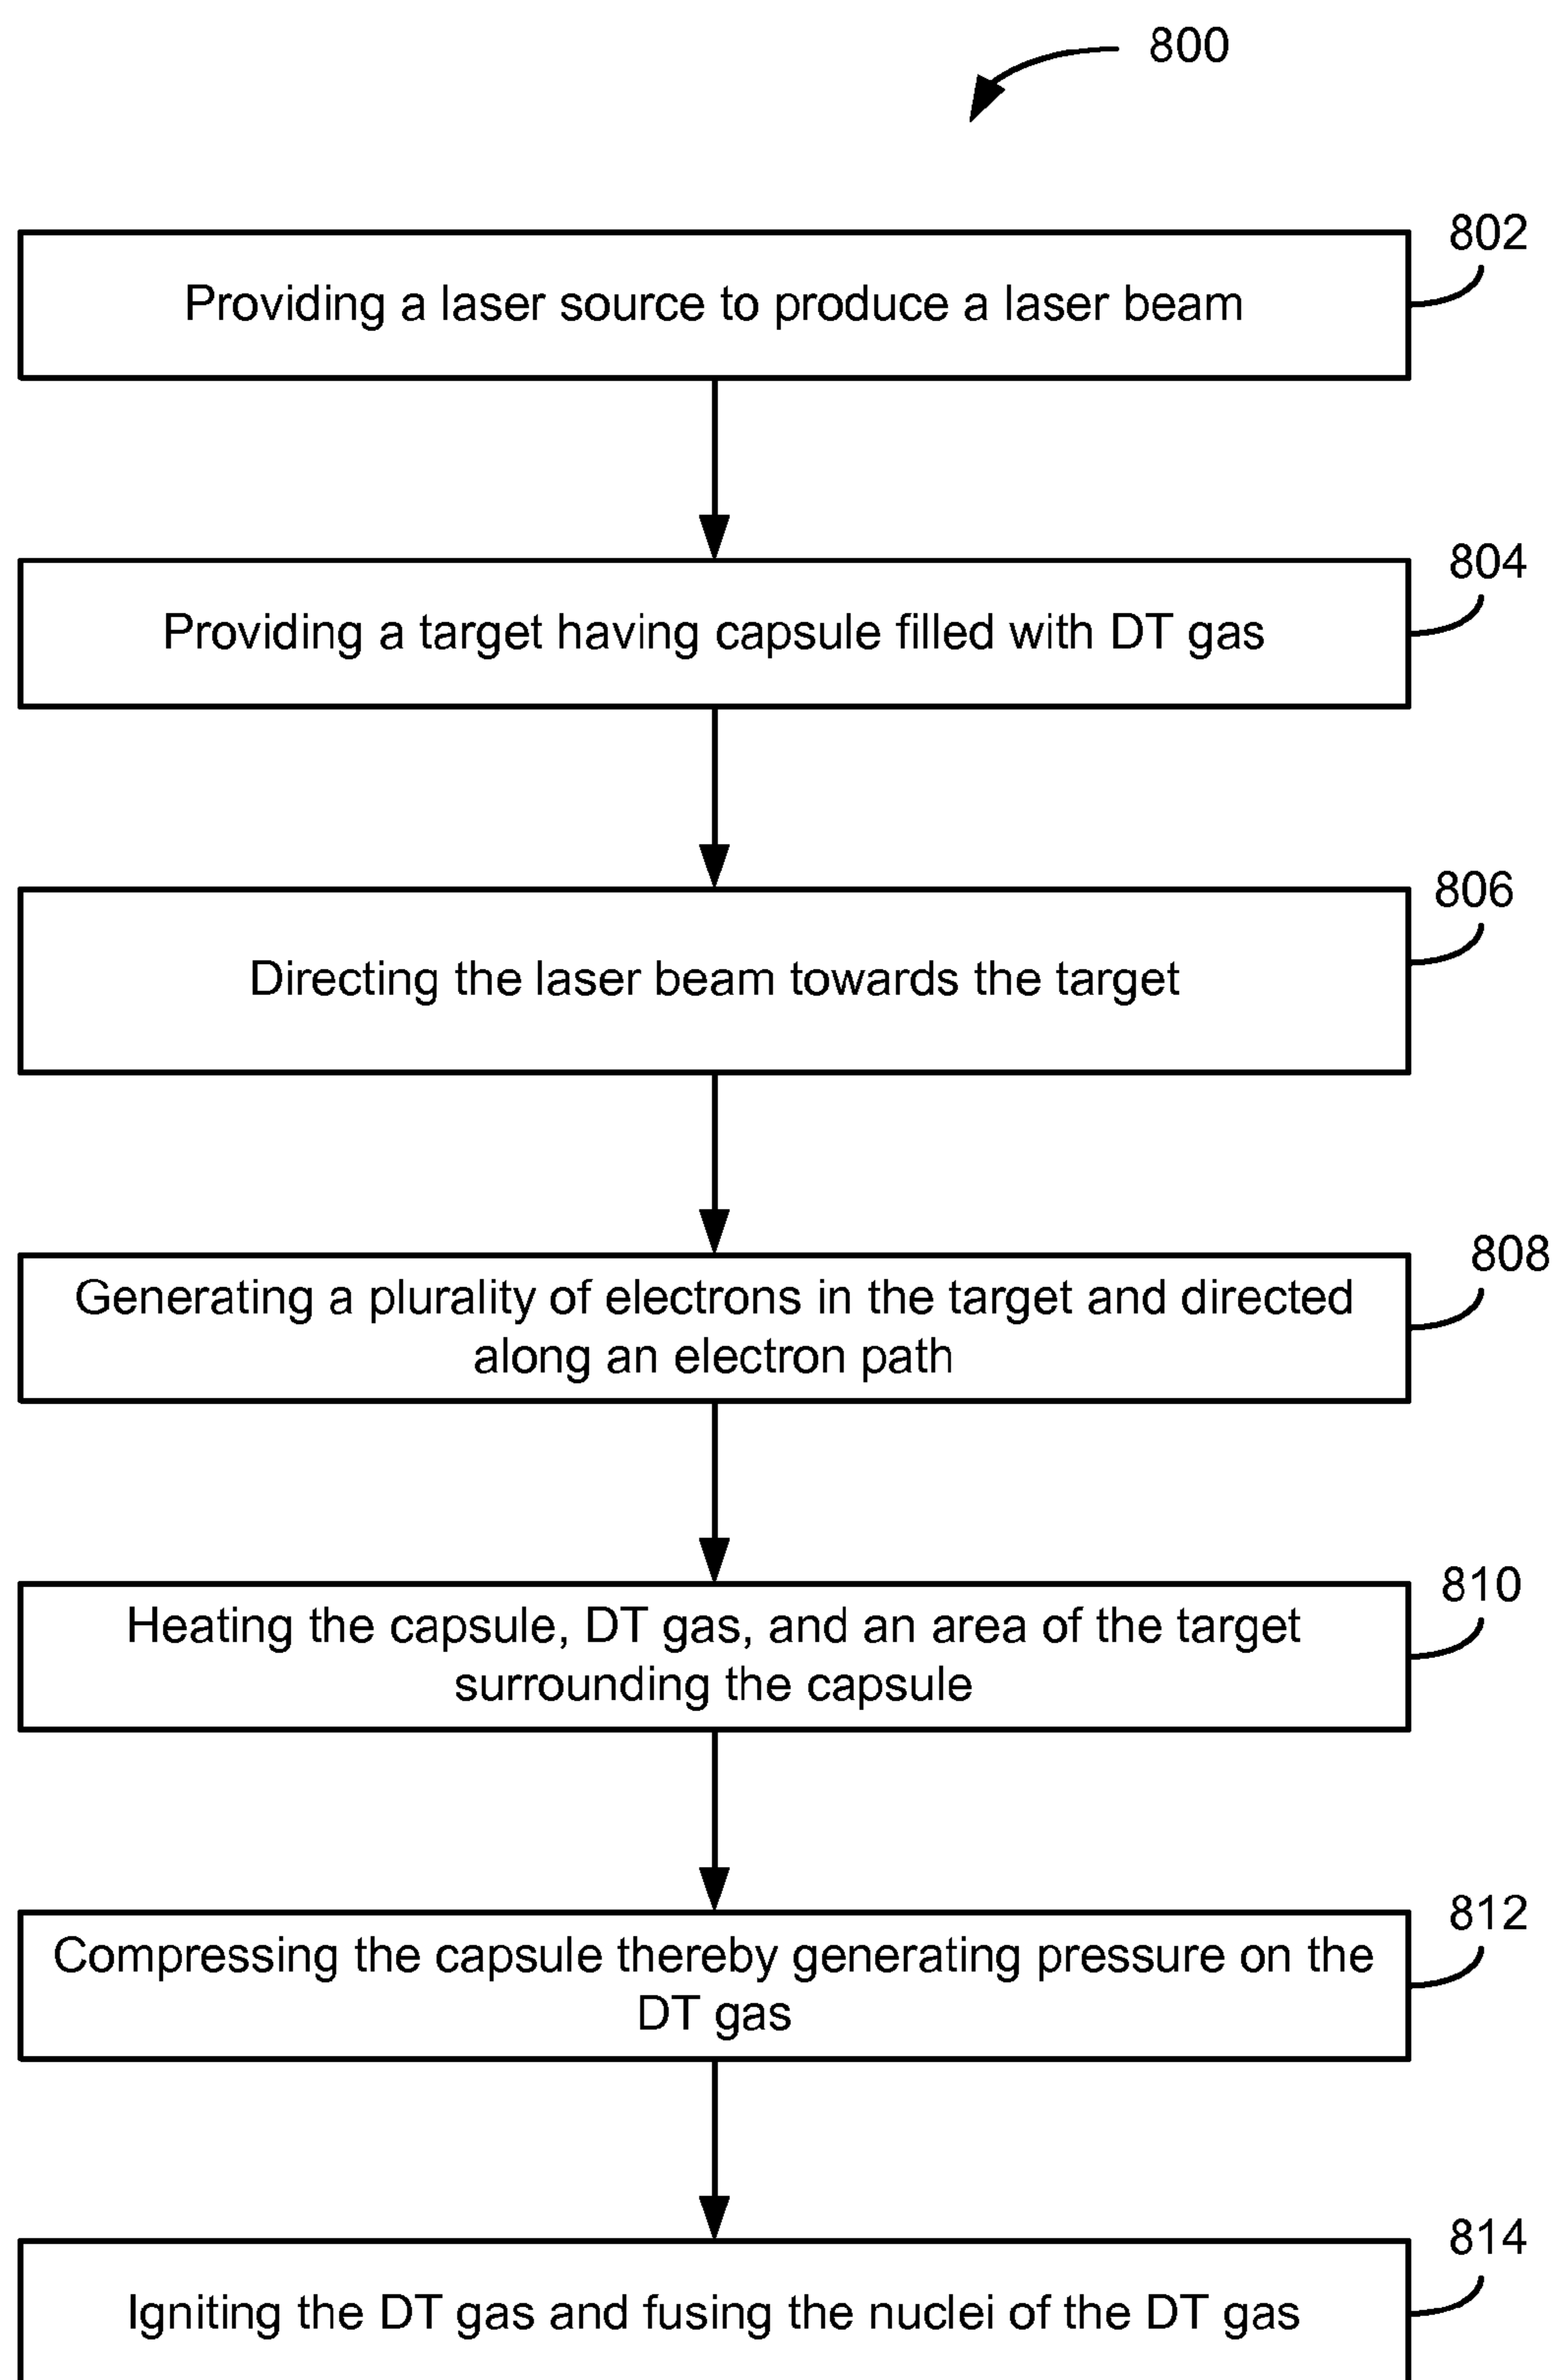 800
802
Providing a laser source to produce a laser beam
804
Providing a target having capsule filled with DT gas
806
Directing the laser beam towards the target
808
Generating a plurality of electrons in the target and directed
along an electron path
810
Heating the capsule, DT gas, and an area of the target
surrounding the capsule
812
Compressing the capsule thereby generating pressure on the
DT gas
814
Igniting the DT gas and fusing the nuclei of the DT gas